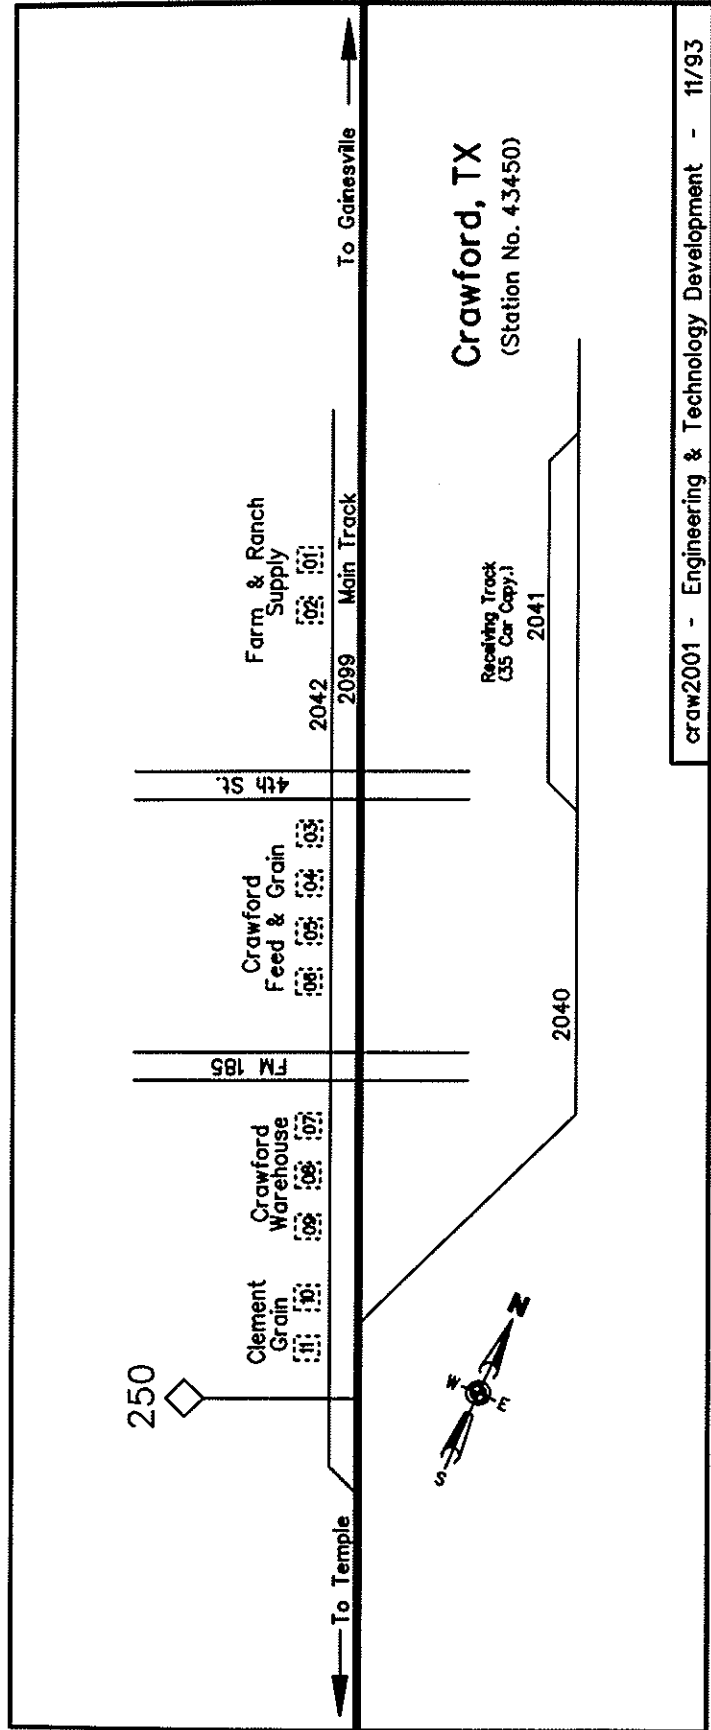 250
Clement
Grain
11
10
Crawford
Warehouse
09
08
07
FM 185
Crawford
Feed & Grain
06
05
04
03
4th St.
Farm & Ranch
Supply
02
01
2042
2099
Main Track
To Temple
To Gainesville
Crawford, TX
(Station No. 43450)
Receiving Track
(35 Car Capy.)
2041
2040
W
N
S
E
craw2001 - Engineering & Technology Development - 11/93